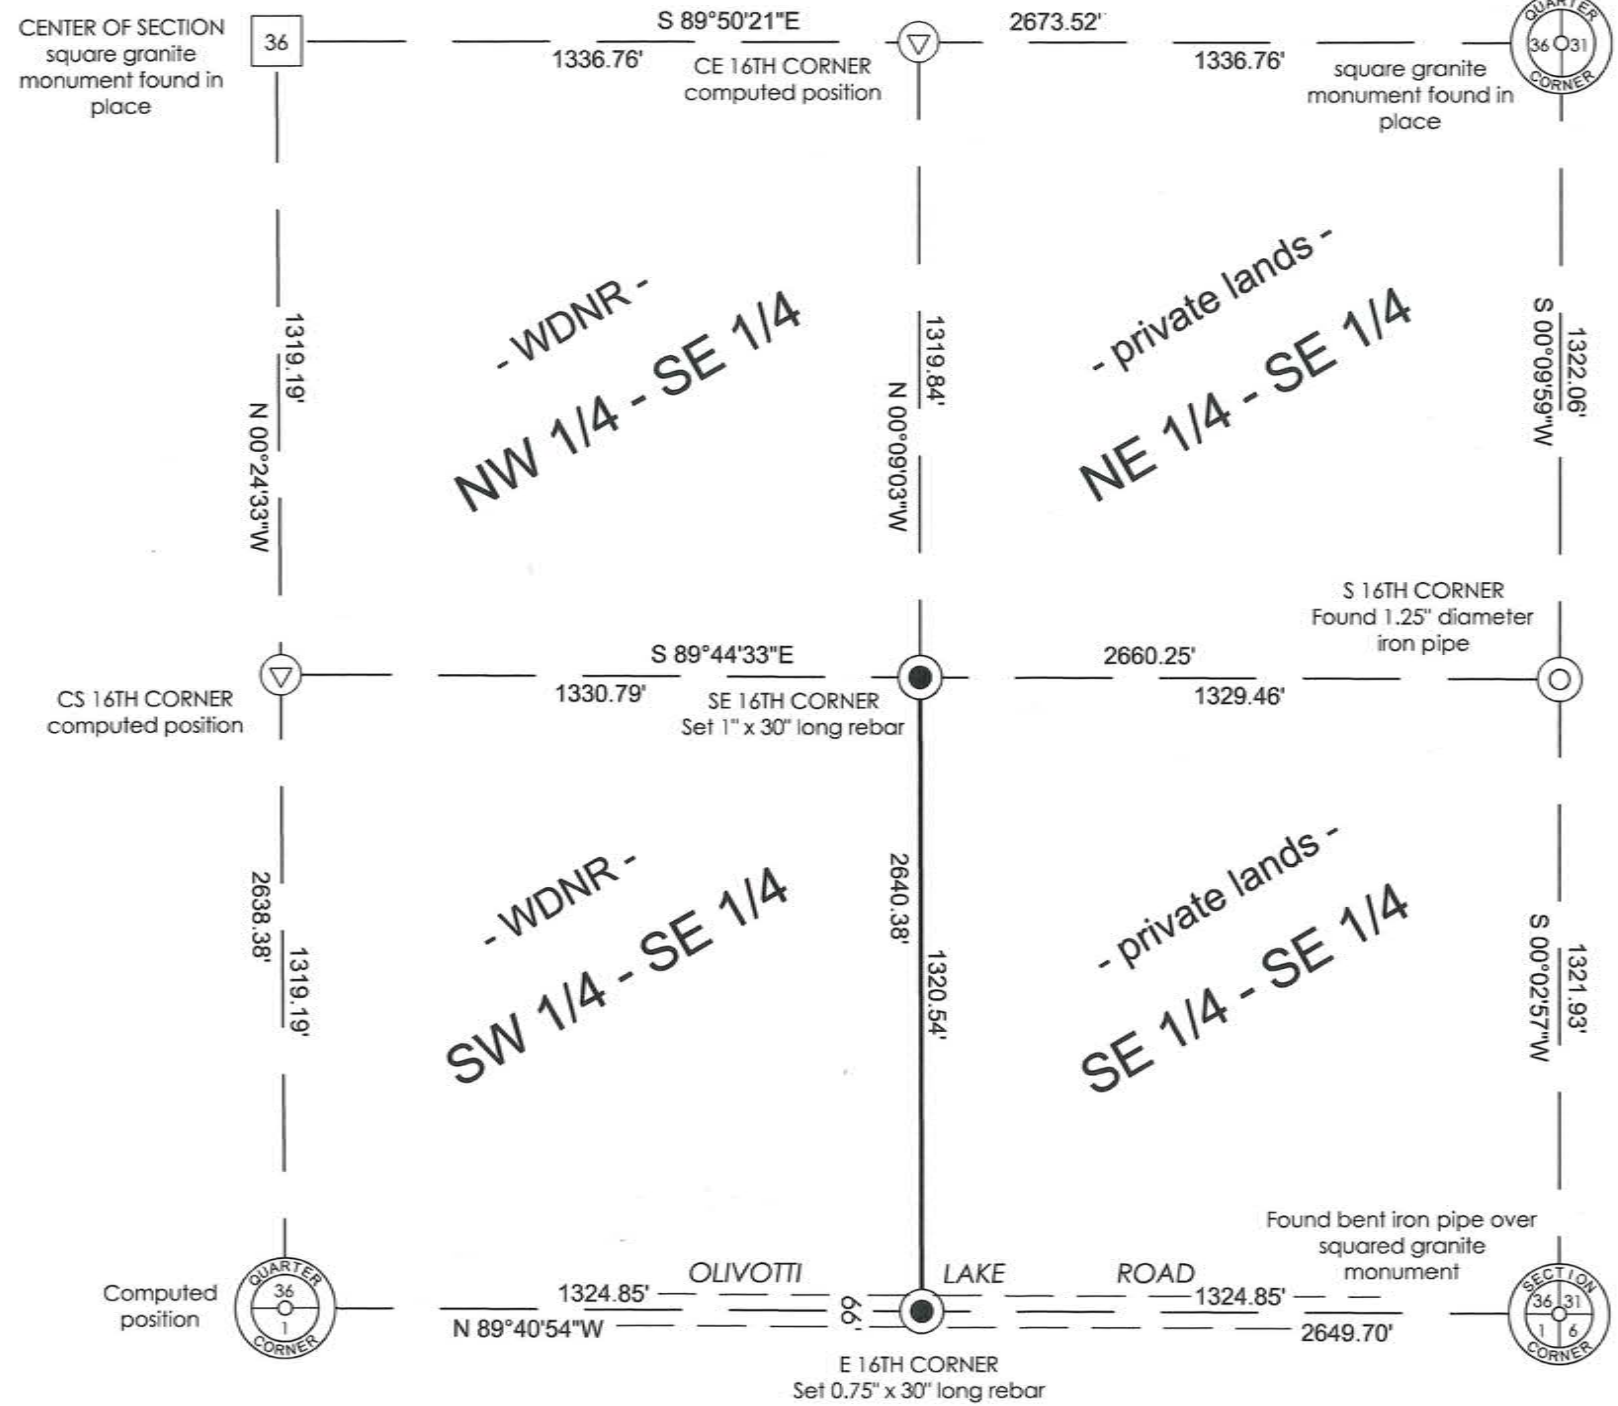 CENTER OF SECTION
square granite
monument found in
place
36
S 89°50'21"E
2673.52'
1336.76'
CE 16TH CORNER
computed position
1336.76'
QUARTER
36 31
CORNER
square granite
monument found in
place
- WDNR -
NW 1/4 - SE 1/4
- private lands -
NE 1/4 - SE 1/4
1319.19'
N 00°24'33"W
1319.84'
N 00°09'03"W
1322.06'
S 00°09'59"W
S 16TH CORNER
Found 1.25" diameter
iron pipe
CS 16TH CORNER
computed position
S 89°44'33"E
1330.79'
SE 16TH CORNER
Set 1" x 30" long rebar
2660.25'
1329.46'
- WDNR -
SW 1/4 - SE 1/4
- private lands -
SE 1/4 - SE 1/4
2638.38'
1319.19'
2640.38'
1320.54'
1321.93'
S 00°02'57"W
Found bent iron pipe over
squared granite
monument
Computed
position
QUARTER
36
1
CORNER
OLIVOTTI LAKE ROAD
1324.85'
1324.85'
N 89°40'54"W
66'
2649.70'
SECTION
36 31
1 6
CORNER
E 16TH CORNER
Set 0.75" x 30" long rebar